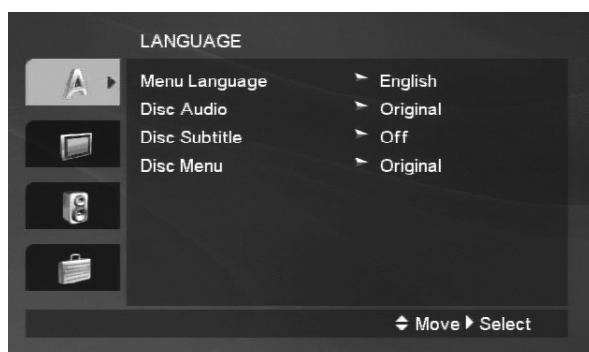 LANGUAGE
A
Menu Language English
Disc Audio Original
Disc Subtitle Off
Disc Menu Original
Move Select